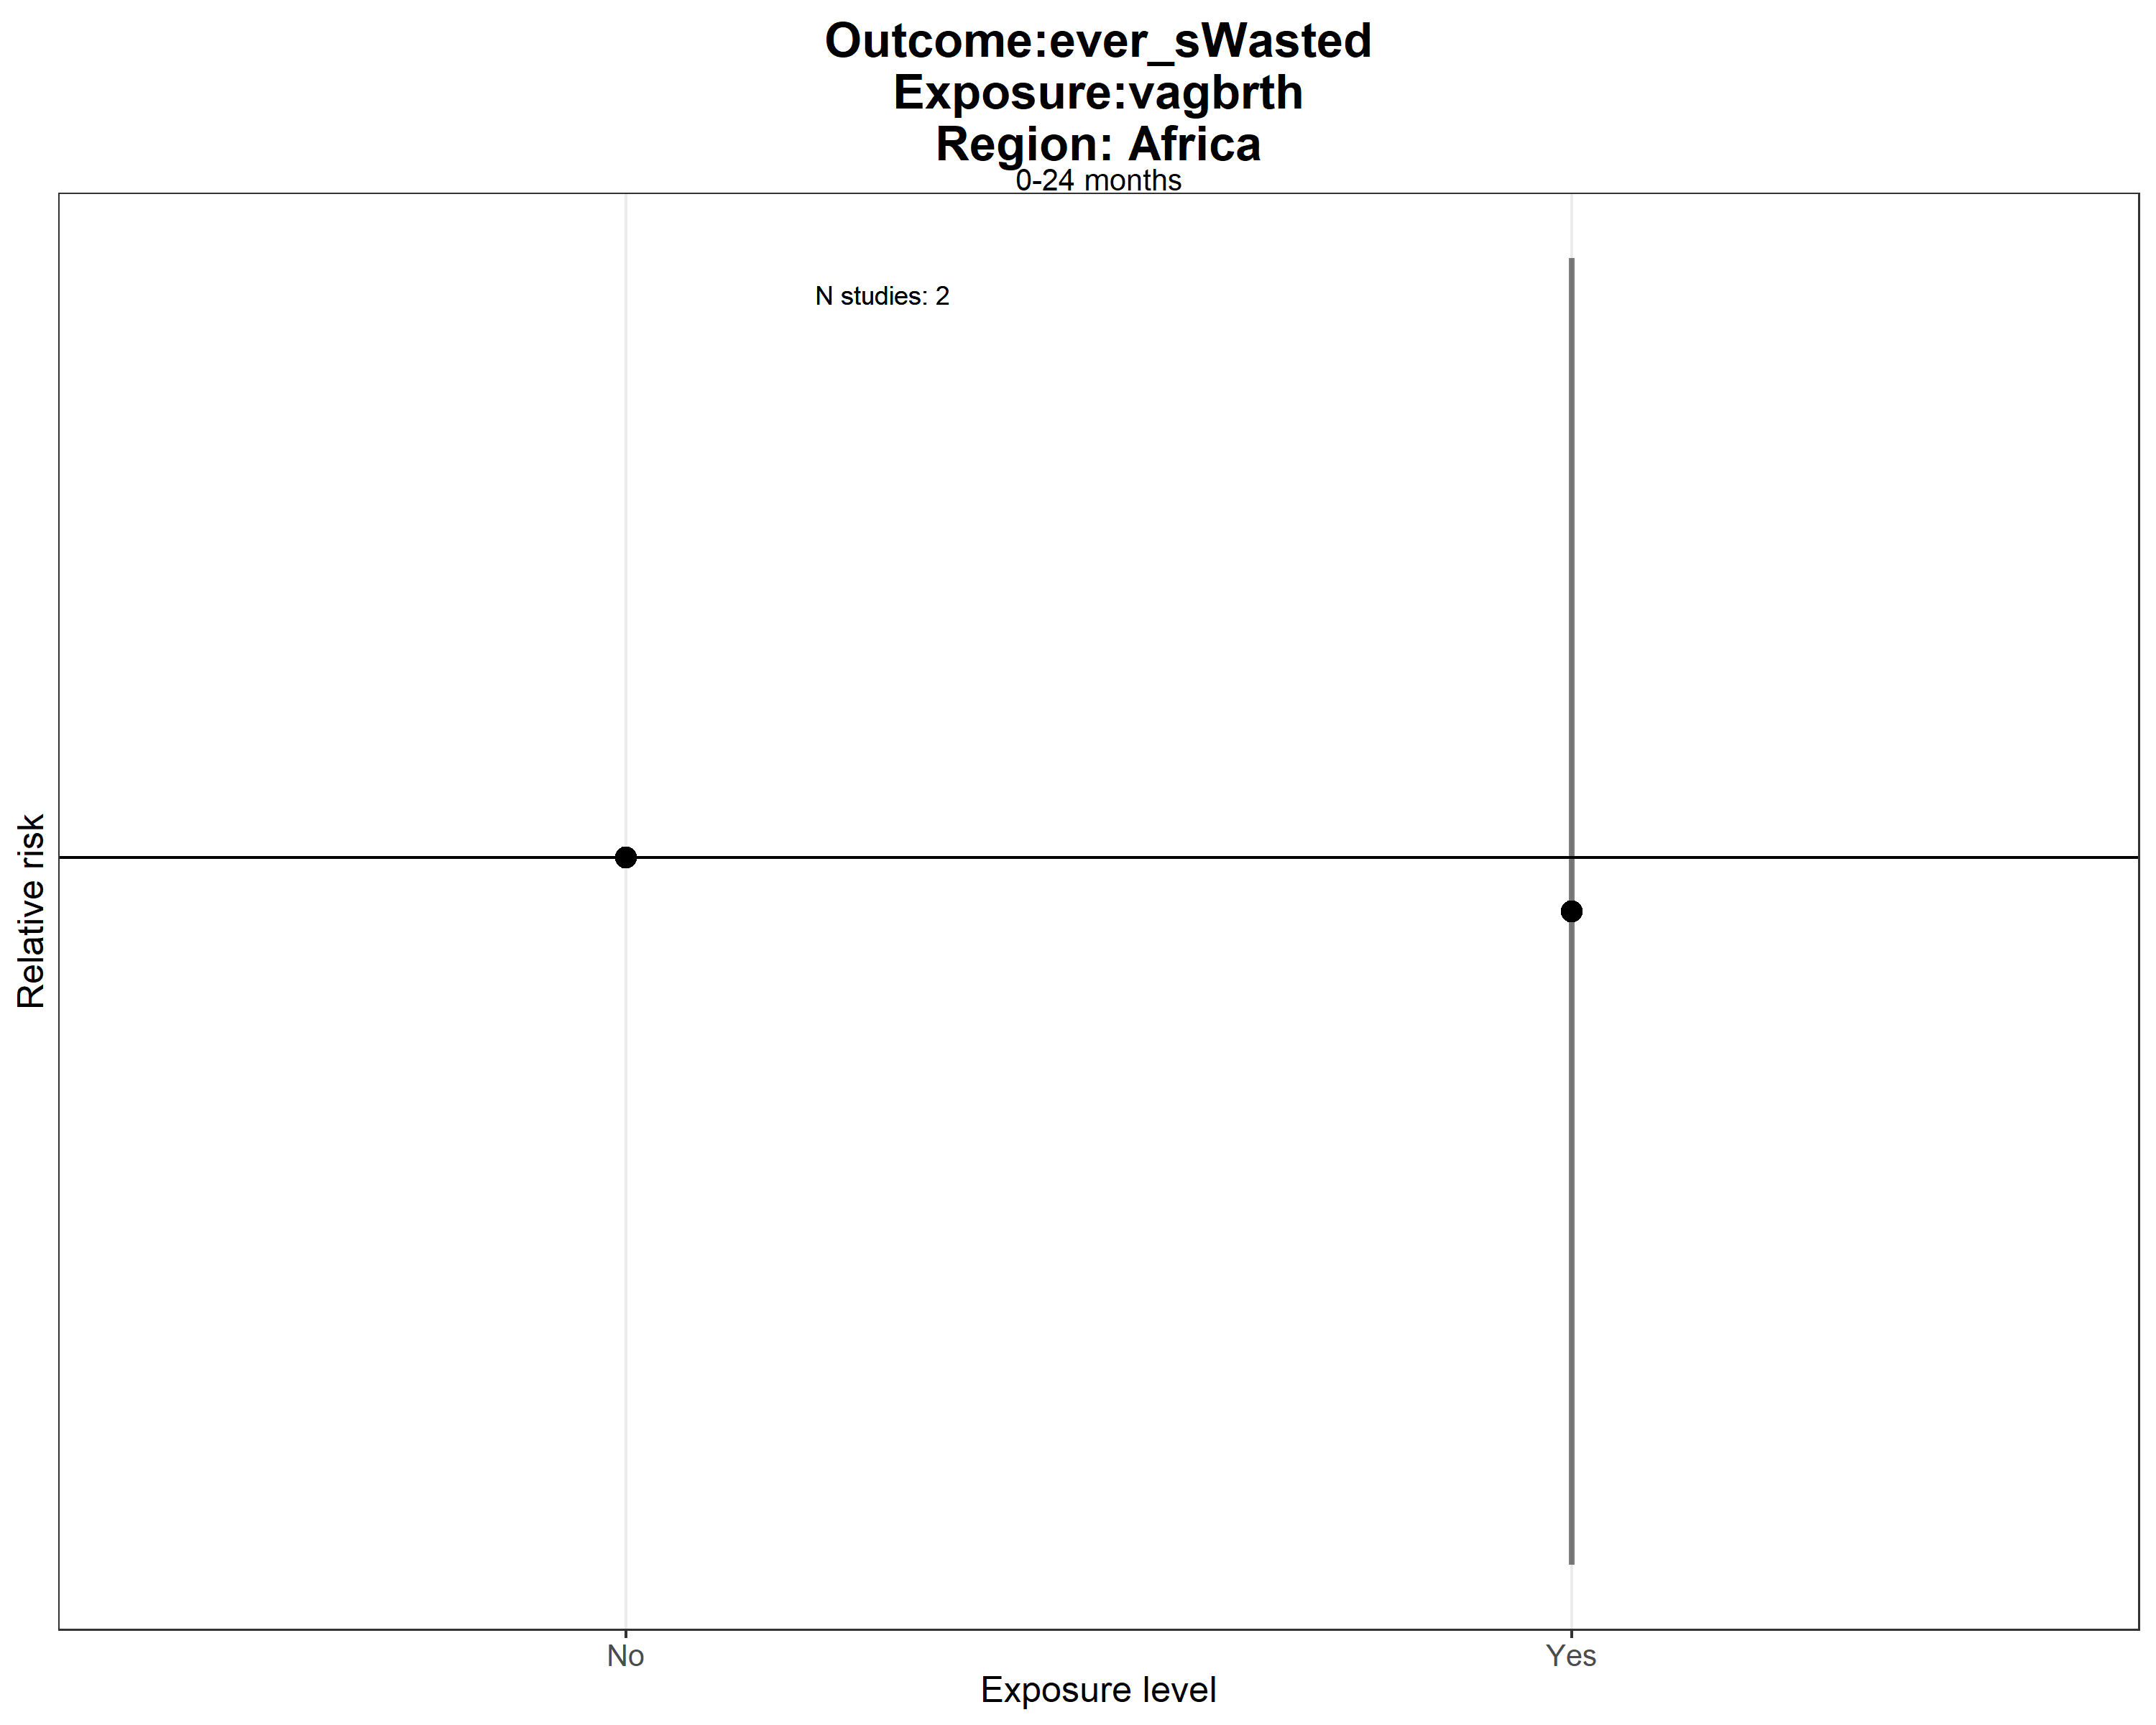 Outcome:ever_sWasted
Exposure:vagbrth
Region: Africa
0-24 months
N studies: 2
Relative risk
No
Yes
Exposure level